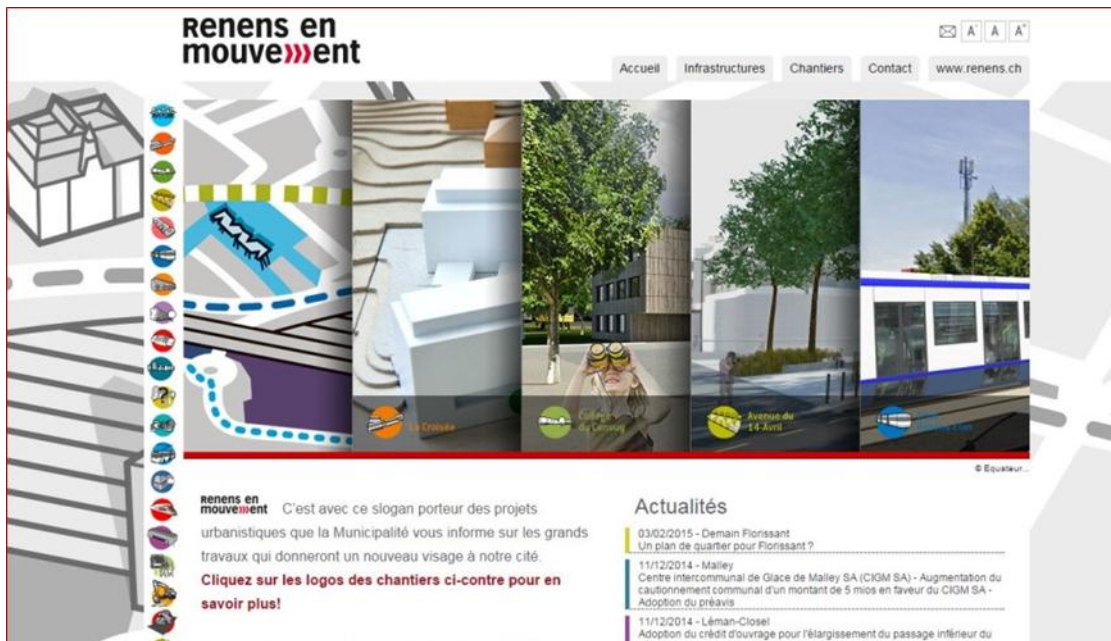 Renens en
mouvement
A- A A+
Accueil Infrastructures Chantiers Contact www.renens.ch
La Croisée
Collège
du Censuy
Avenue du
14-Avril
© Equateur...
Renens en
mouvement C'est avec ce slogan porteur des projets
urbanistiques que la Municipalité vous informe sur les grands
travaux qui donneront un nouveau visage à notre cité.
Cliquez sur les logos des chantiers ci-contre pour en
savoir plus!
Actualités
03/02/2015 - Demain Florissant
Un plan de quartier pour Florissant ?
11/12/2014 - Malley
Centre intercommunal de Glace de Malley SA (CIGM SA) - Augmentation du
cautionnement communal d'un montant de 5 mios en faveur du CIGM SA -
Adoption du préavis
11/12/2014 - Léman-Closel
Adoption du crédit d'ouvrage pour l'élargissement du passage inférieur du